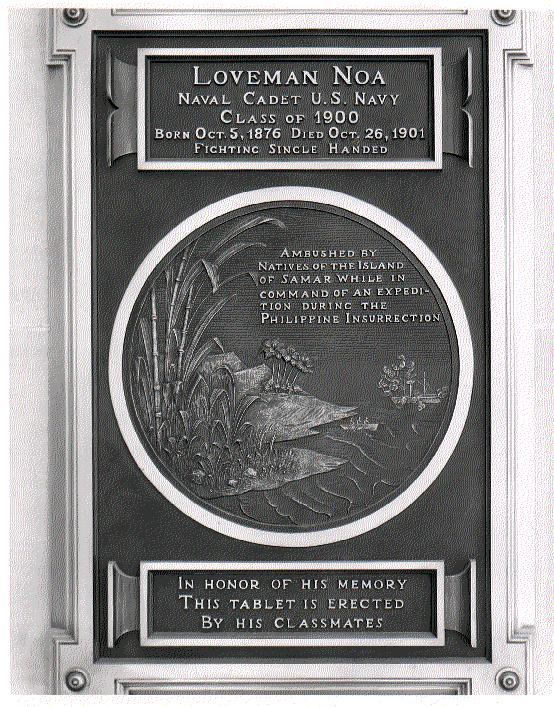 LOVEMAN NOA
NAVAL CADET U.S. NAVY
CLASS OF 1900
BORN OCT. 5, 1876 DIED OCT. 26, 1901
FIGHTING SINGLE HANDED
AMBUSHED BY
NATIVES OF THE ISLAND
OF SAMAR WHILE IN
COMMAND OF AN EXPEDI-
TION DURING THE
PHILIPPINE INSURRECTION
IN HONOR OF HIS MEMORY
THIS TABLET IS ERECTED
BY HIS CLASSMATES